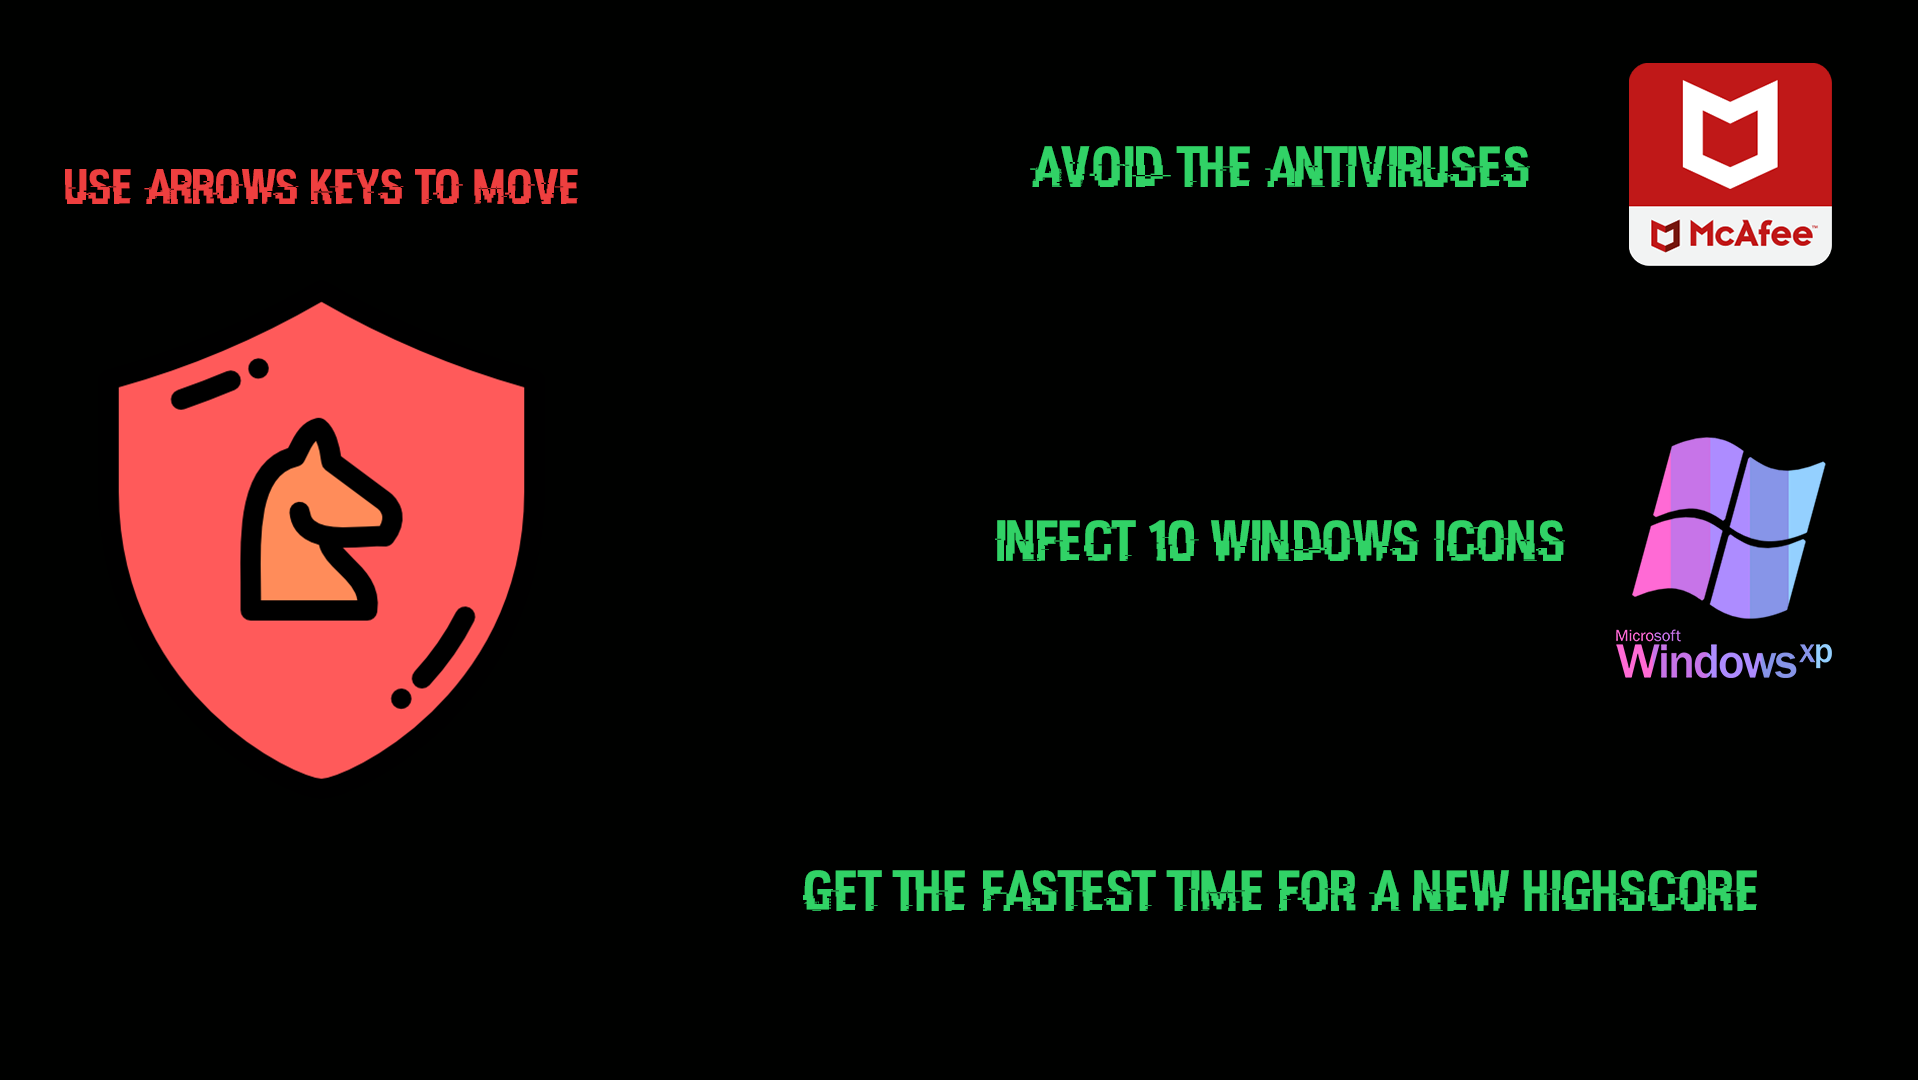 USE ARROWS KEYS TO MOVE
AVOID THE ANTIVIRUSES
McAfee™
INFECT 10 WINDOWS ICONS
Microsoft
Windows xp
GET THE FASTEST TIME FOR A NEW HIGHSCORE